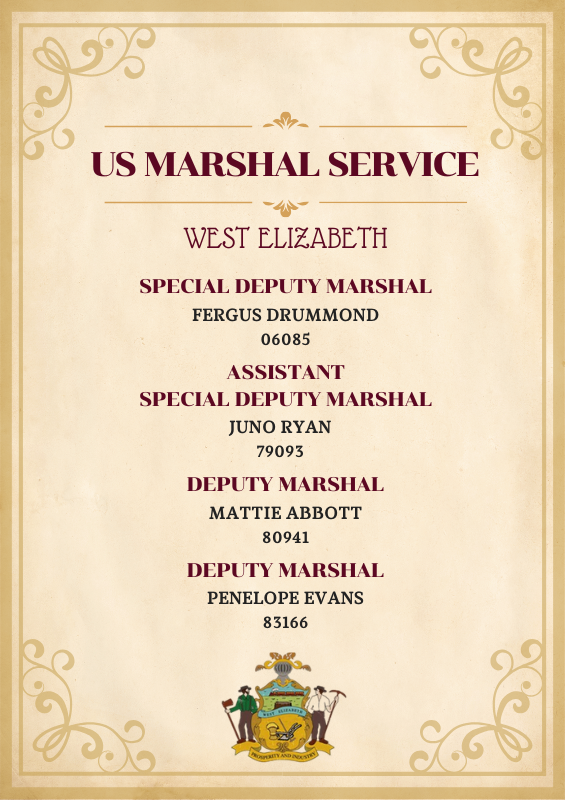 US MARSHAL SERVICE
WEST ELIZABETH
SPECIAL DEPUTY MARSHAL
FERGUS DRUMMOND
06085
ASSISTANT
SPECIAL DEPUTY MARSHAL
JUNO RYAN
79093
DEPUTY MARSHAL
MATTIE ABBOTT
80941
DEPUTY MARSHAL
PENELOPE EVANS
83166
WEST ELIZABETH
PROSPERITY AND INDUSTRY